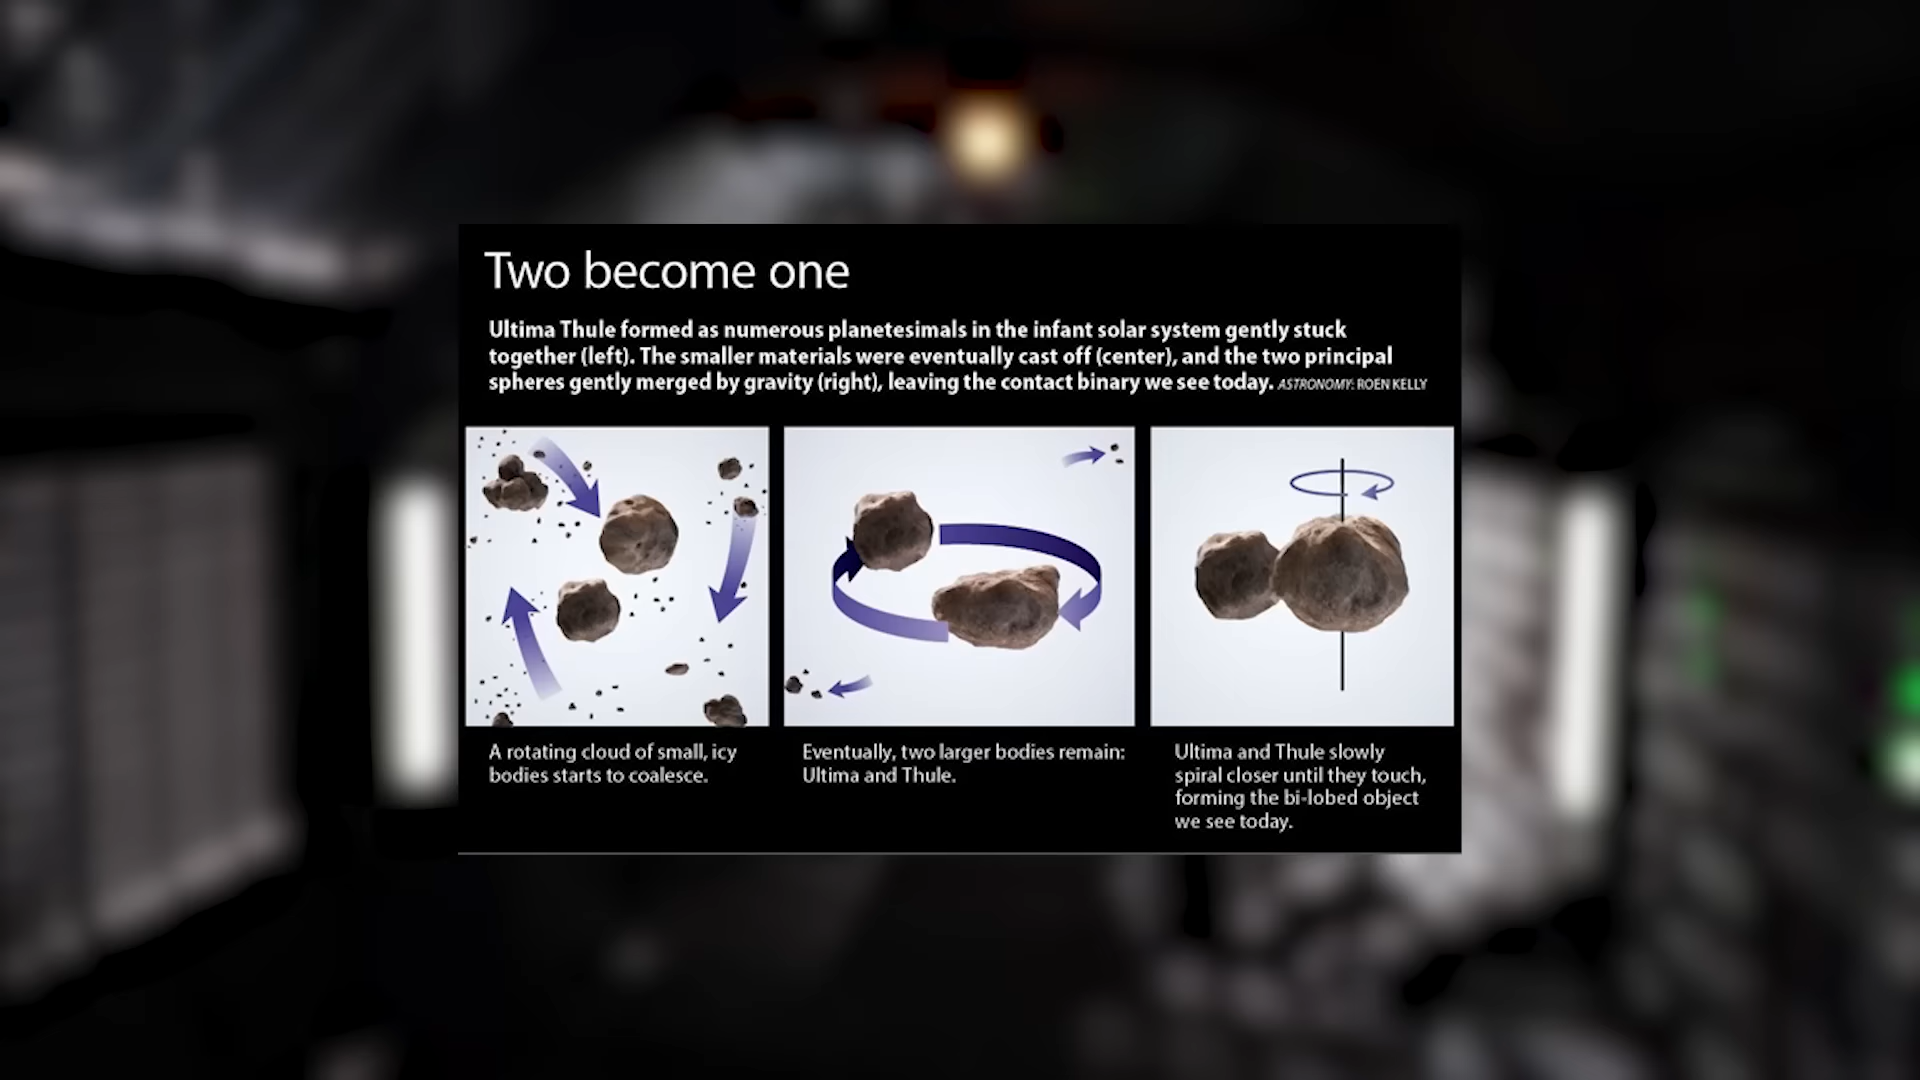 Two become one
Ultima Thule formed as numerous planetesimals in the infant solar system gently stuck
together (left). The smaller materials were eventually cast off (center), and the two principal
spheres gently merged by gravity (right), leaving the contact binary we see today. ASTRONOMY: ROEN KELLY
A rotating cloud of small, icy
bodies starts to coalesce.
Eventually, two larger bodies remain:
Ultima and Thule.
Ultima and Thule slowly
spiral closer until they touch,
forming the bi-lobed object
we see today.